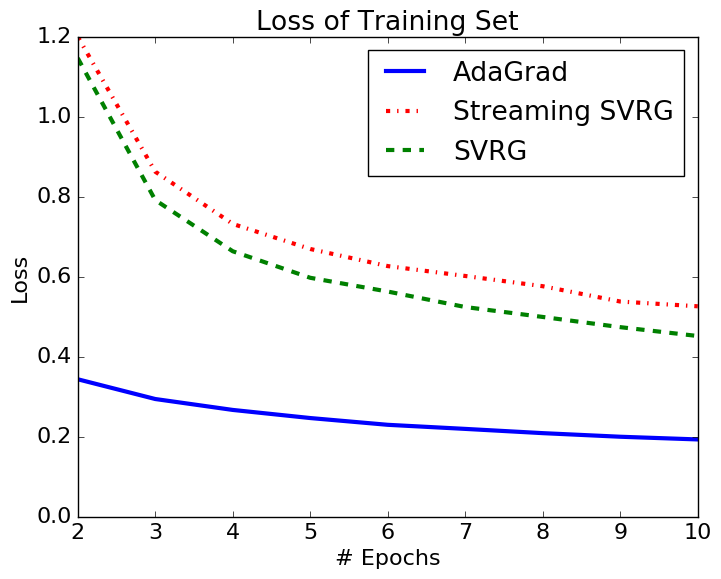 Loss of Training Set
AdaGrad
Streaming SVRG
SVRG
Loss
1.2
1.0
0.8
0.6
0.4
0.2
0.0
2 3 4 5 6 7 8 9 10
# Epochs